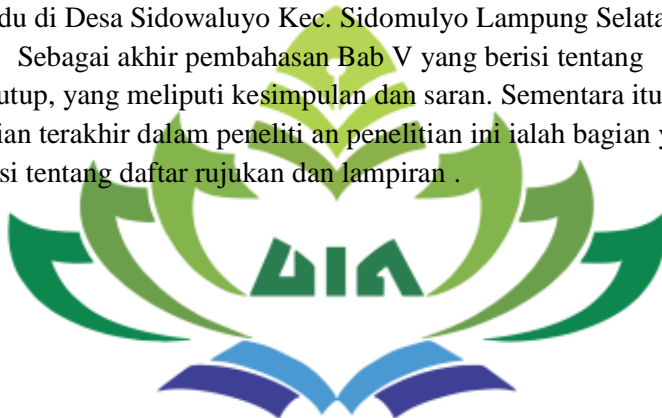 du di Desa Sidowaluyo Kec. Sidomulyo Lampung Selata
Sebagai akhir pembahasan Bab V yang berisi tentang
utup, yang meliputi kesimpulan dan saran. Sementara itu
ian terakhir dalam peneliti an penelitian ini ialah bagian y
si tentang daftar rujukan dan lampiran .
UIN